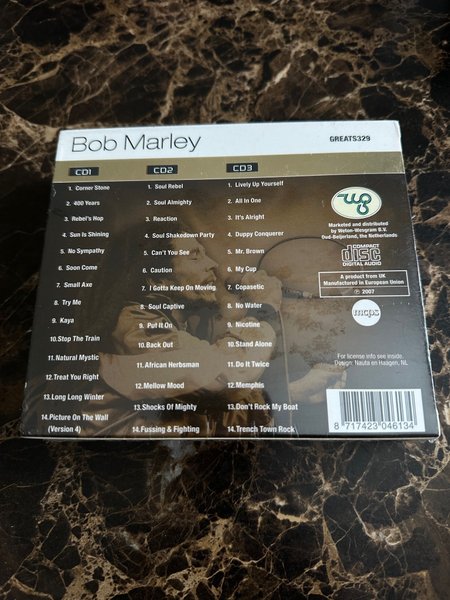 Bob Marley
GREATS329
CD1
1. Corner Stone
2. 400 Years
3. Rebel's Hop
4. Sun is Shining
5. No Sympathy
6. Soon Come
7. Small Axe
8. Try Me
9. Kaya
10.Stop The Train
11.Natural Mystic
12.Treat You Right
13.Long Long Winter
14.Picture On The Wall
(Version 4)
CD2
1. Soul Rebel
2. Soul Almighty
3. Reaction
4. Soul Shakedown Party
5. Can't You See
6. Caution
7. I Gotta Keep On Moving
8. Soul Captive
9. Put It On
10.Back Out
11.African Herbsman
12.Mellow Mood
13.Shocks Of Mighty
14.Fussing & Fighting
CD3
1. Lively Up Yourself
2. All In One
3. It's Alright
4. Duppy Conquerer
5. Mr. Brown
6. My Cup
7. Copasetic
8. No Water
9. Nicotine
10.Stand Alone
11.Do It Twice
12.Memphis
13.Don't Rock My Boat
14.Trench Town Rock
wg
Marketed and distributed
by Weton-Wesgram B.V.
Oud-Beijerland, the Netherlands
COMPACT
disc
DIGITAL AUDIO
A product from UK
Manufactured in European Union
℗ 2007
mcps
For license info see inside.
Design: Nauta en Haagen, NL
8 717423 046134